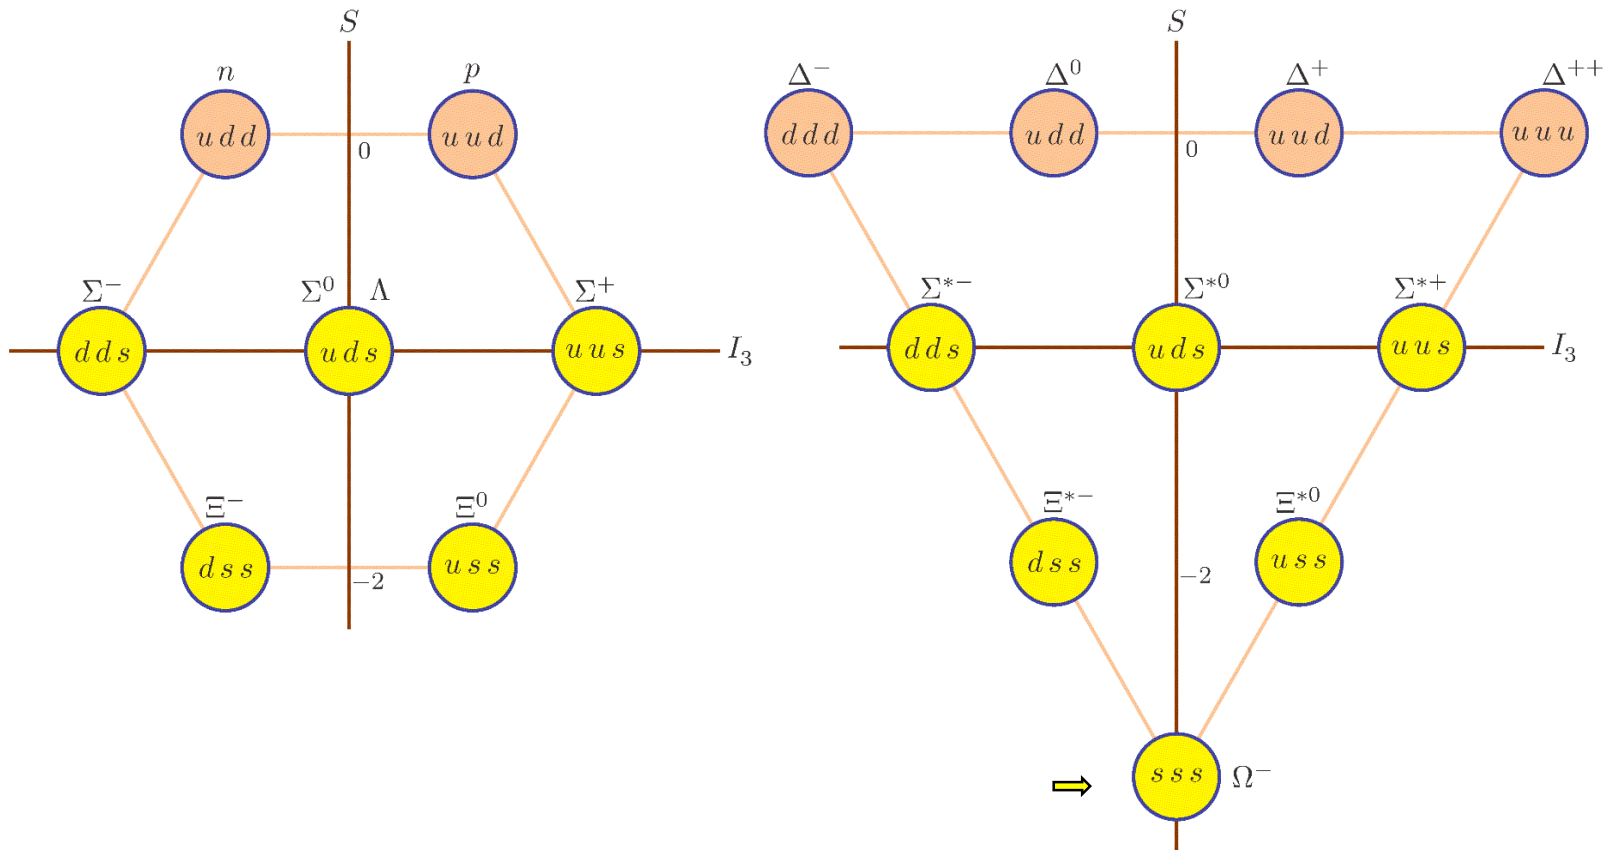 S S
n p Δ⁻ Δ⁰ Δ⁺ Δ⁺⁺
u d d u u d d d d u d d u u d u u u
0 0
Σ⁻ Σ⁰ Λ Σ⁺ Σ*⁻ Σ*⁰ Σ*⁺
d d s u d s u u s I₃ d d s u d s u u s I₃
Ξ⁻ Ξ⁰ Ξ*⁻ Ξ*⁰
d s s u s s d s s u s s
−2 −2
s s s Ω⁻